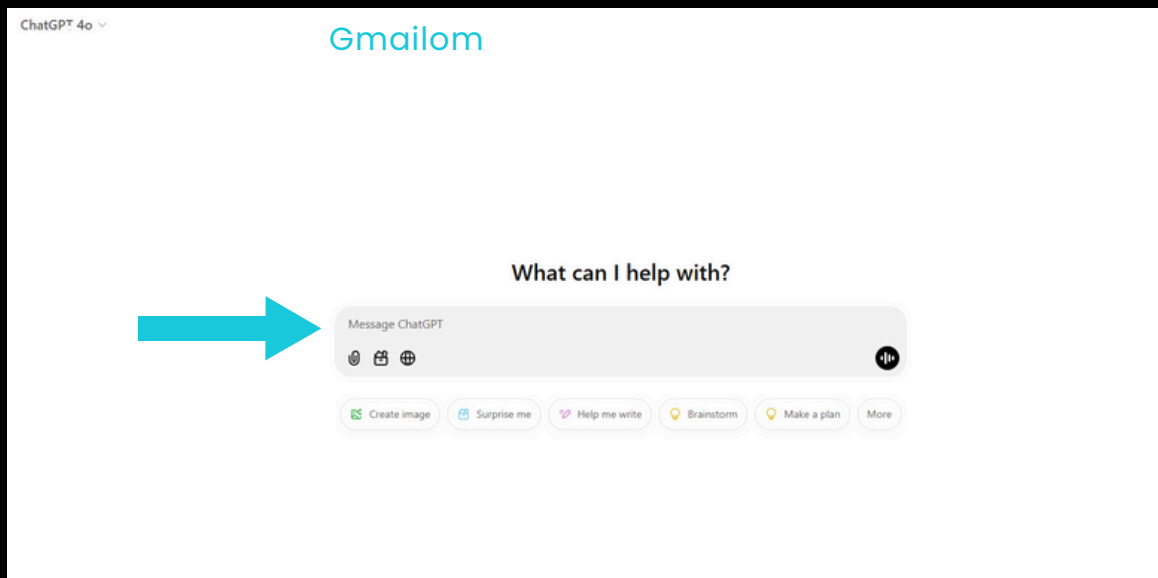 ChatGPT 4o
Gmailom
What can I help with?
Message ChatGPT
Create image Surprise me Help me write Brainstorm Make a plan More